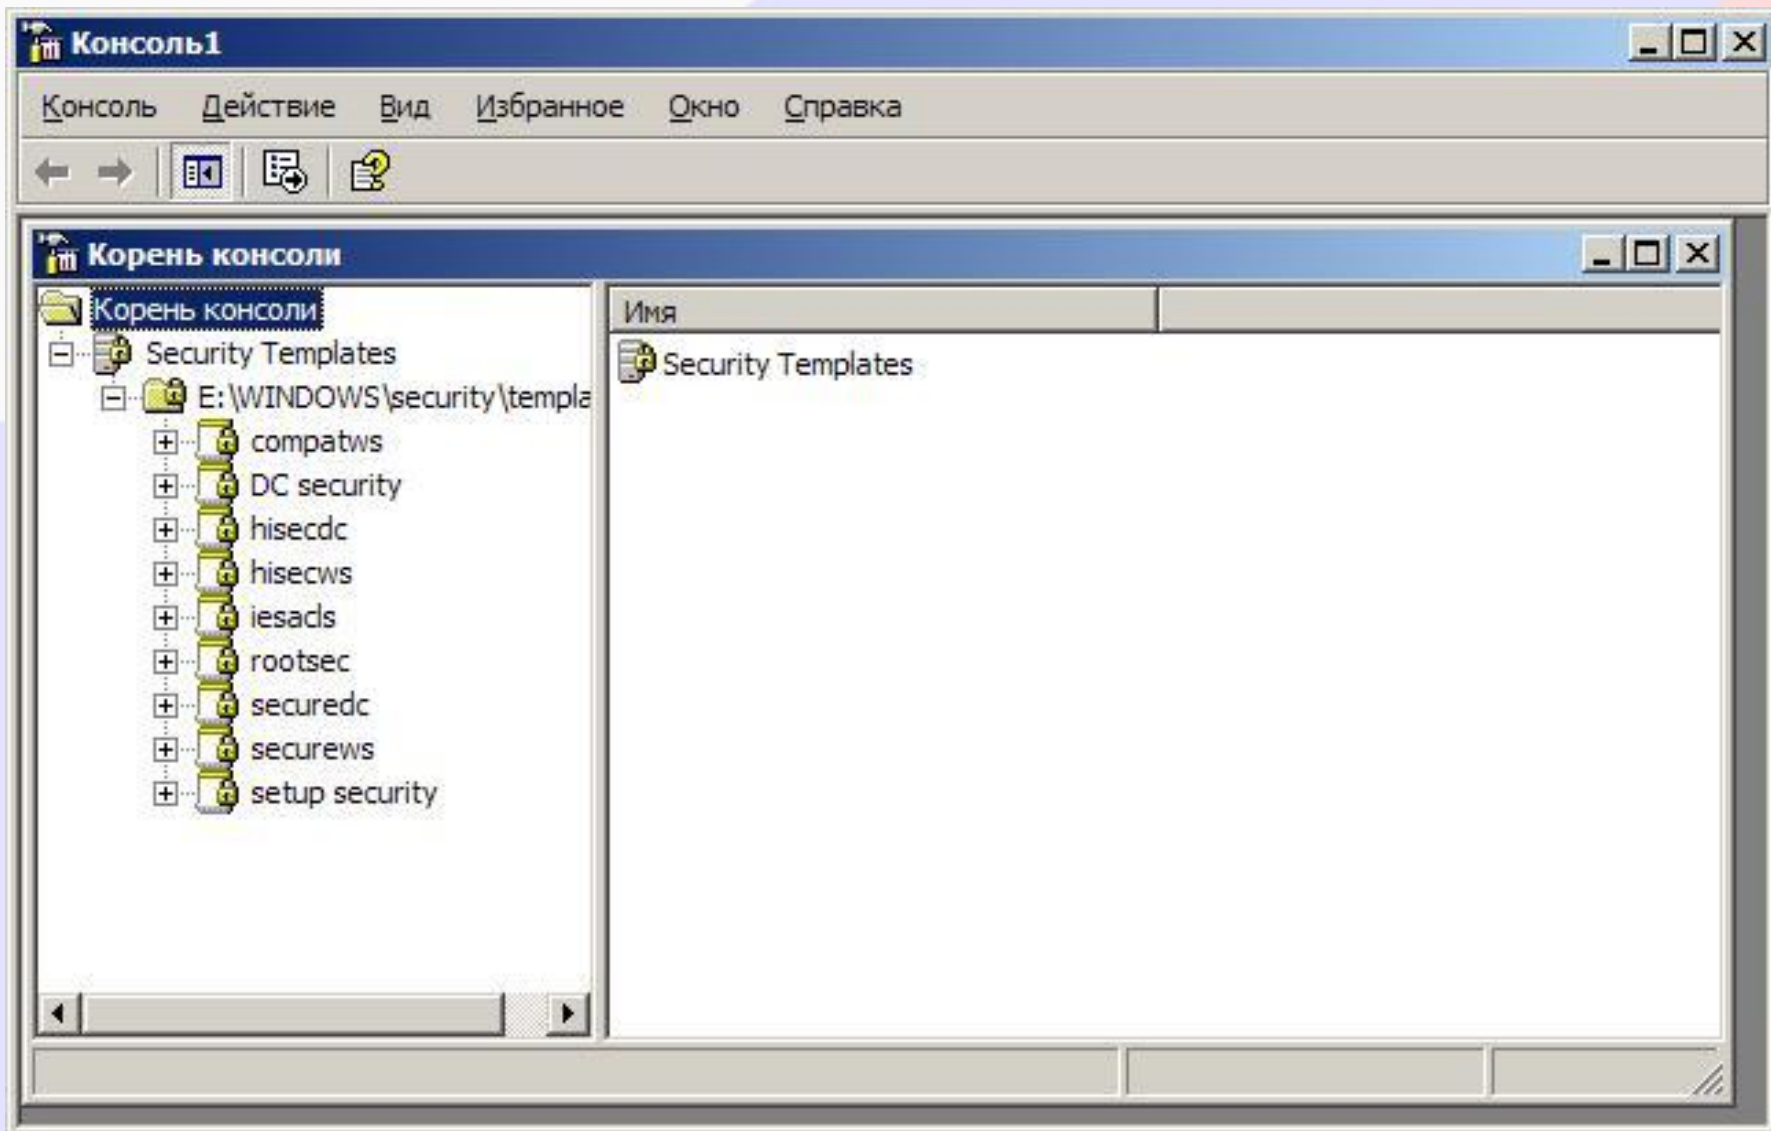 Консоль1
Консоль Действие Вид Избранное Окно Справка
Корень консоли
Корень консоли
Security Templates
E:\WINDOWS\security\templa
compatws
DC security
hisecdc
hisecws
iesacls
rootsec
securedc
securews
setup security
Имя
Security Templates